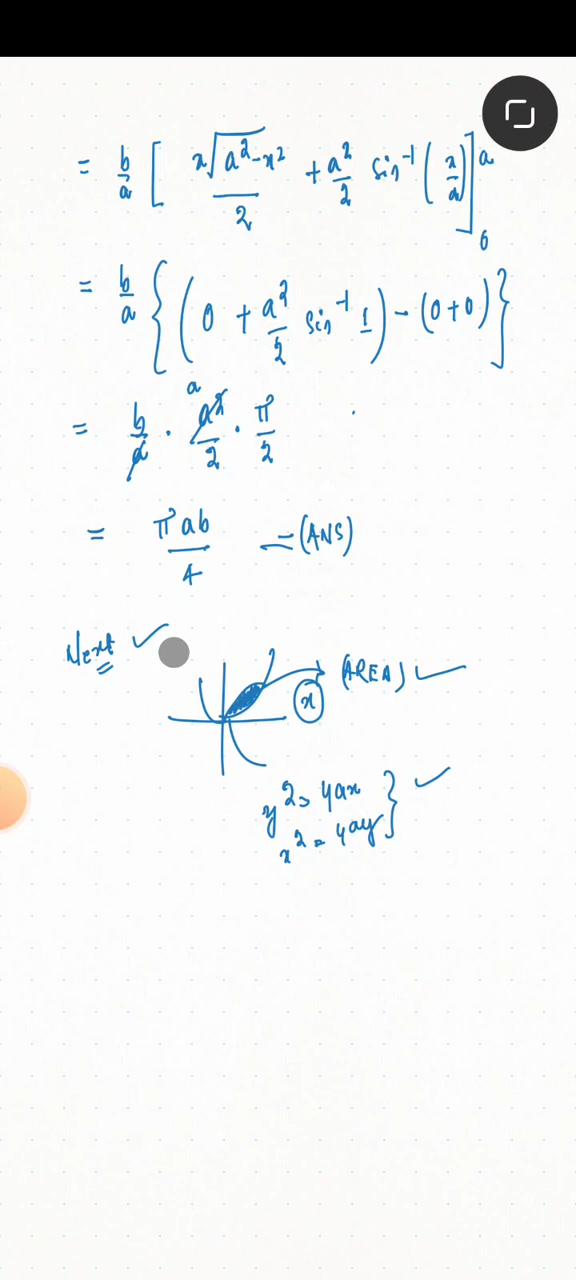 = b/a [ x√(a²-x²)/2 + a²/2 sin⁻¹(x/a) ]₀ᵃ
= b/a { (0 + a²/2 sin⁻¹ 1) - (0+0) }
= b/a · a²/2 · π/2 a
= πab/4 = (ANS)
Next ✓
(AREA) ✓
x
y² = 4ax } ✓
x² = 4ay